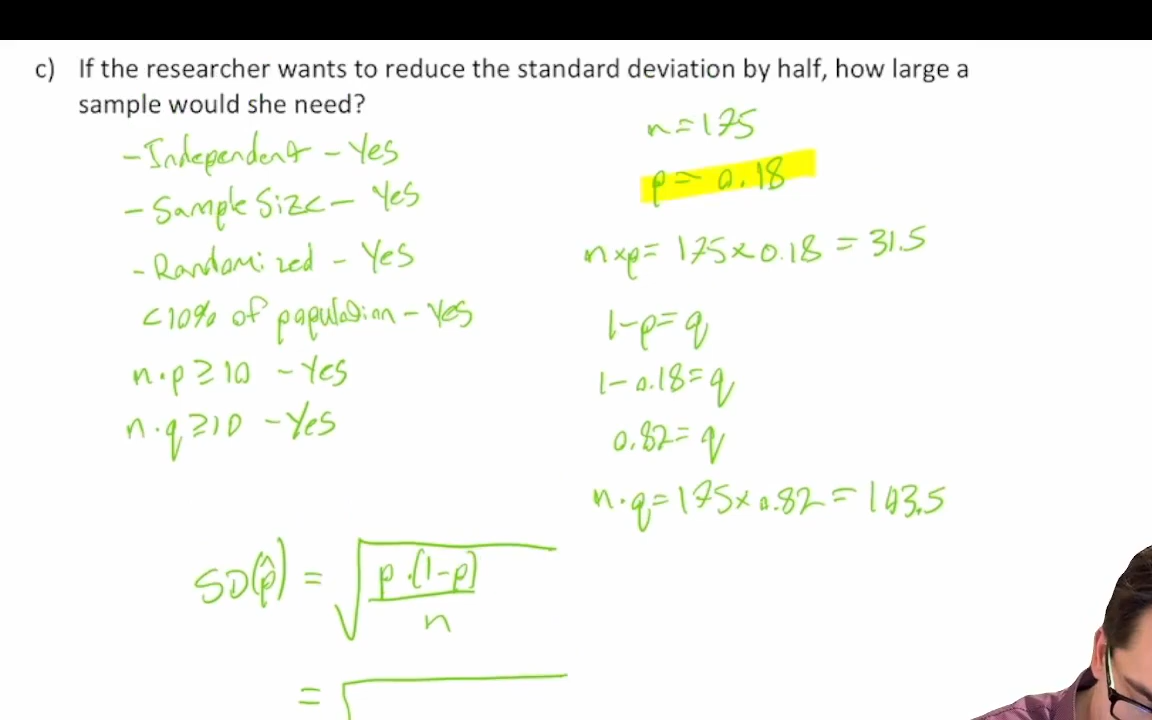 c) If the researcher wants to reduce the standard deviation by half, how large a
sample would she need?
n=175
- Independent - Yes
p = 0.18
- Sample Size - Yes
n×p= 175×0.18 = 31.5
- Randomized - Yes
<10% of population - Yes
1-p=q
n·p≥10 - Yes
1-0.18=q
n·q≥10 - Yes
0.82=q
n·q=175×0.82=143.5
SD(p̂) = √(p·(1-p)/n)
= √